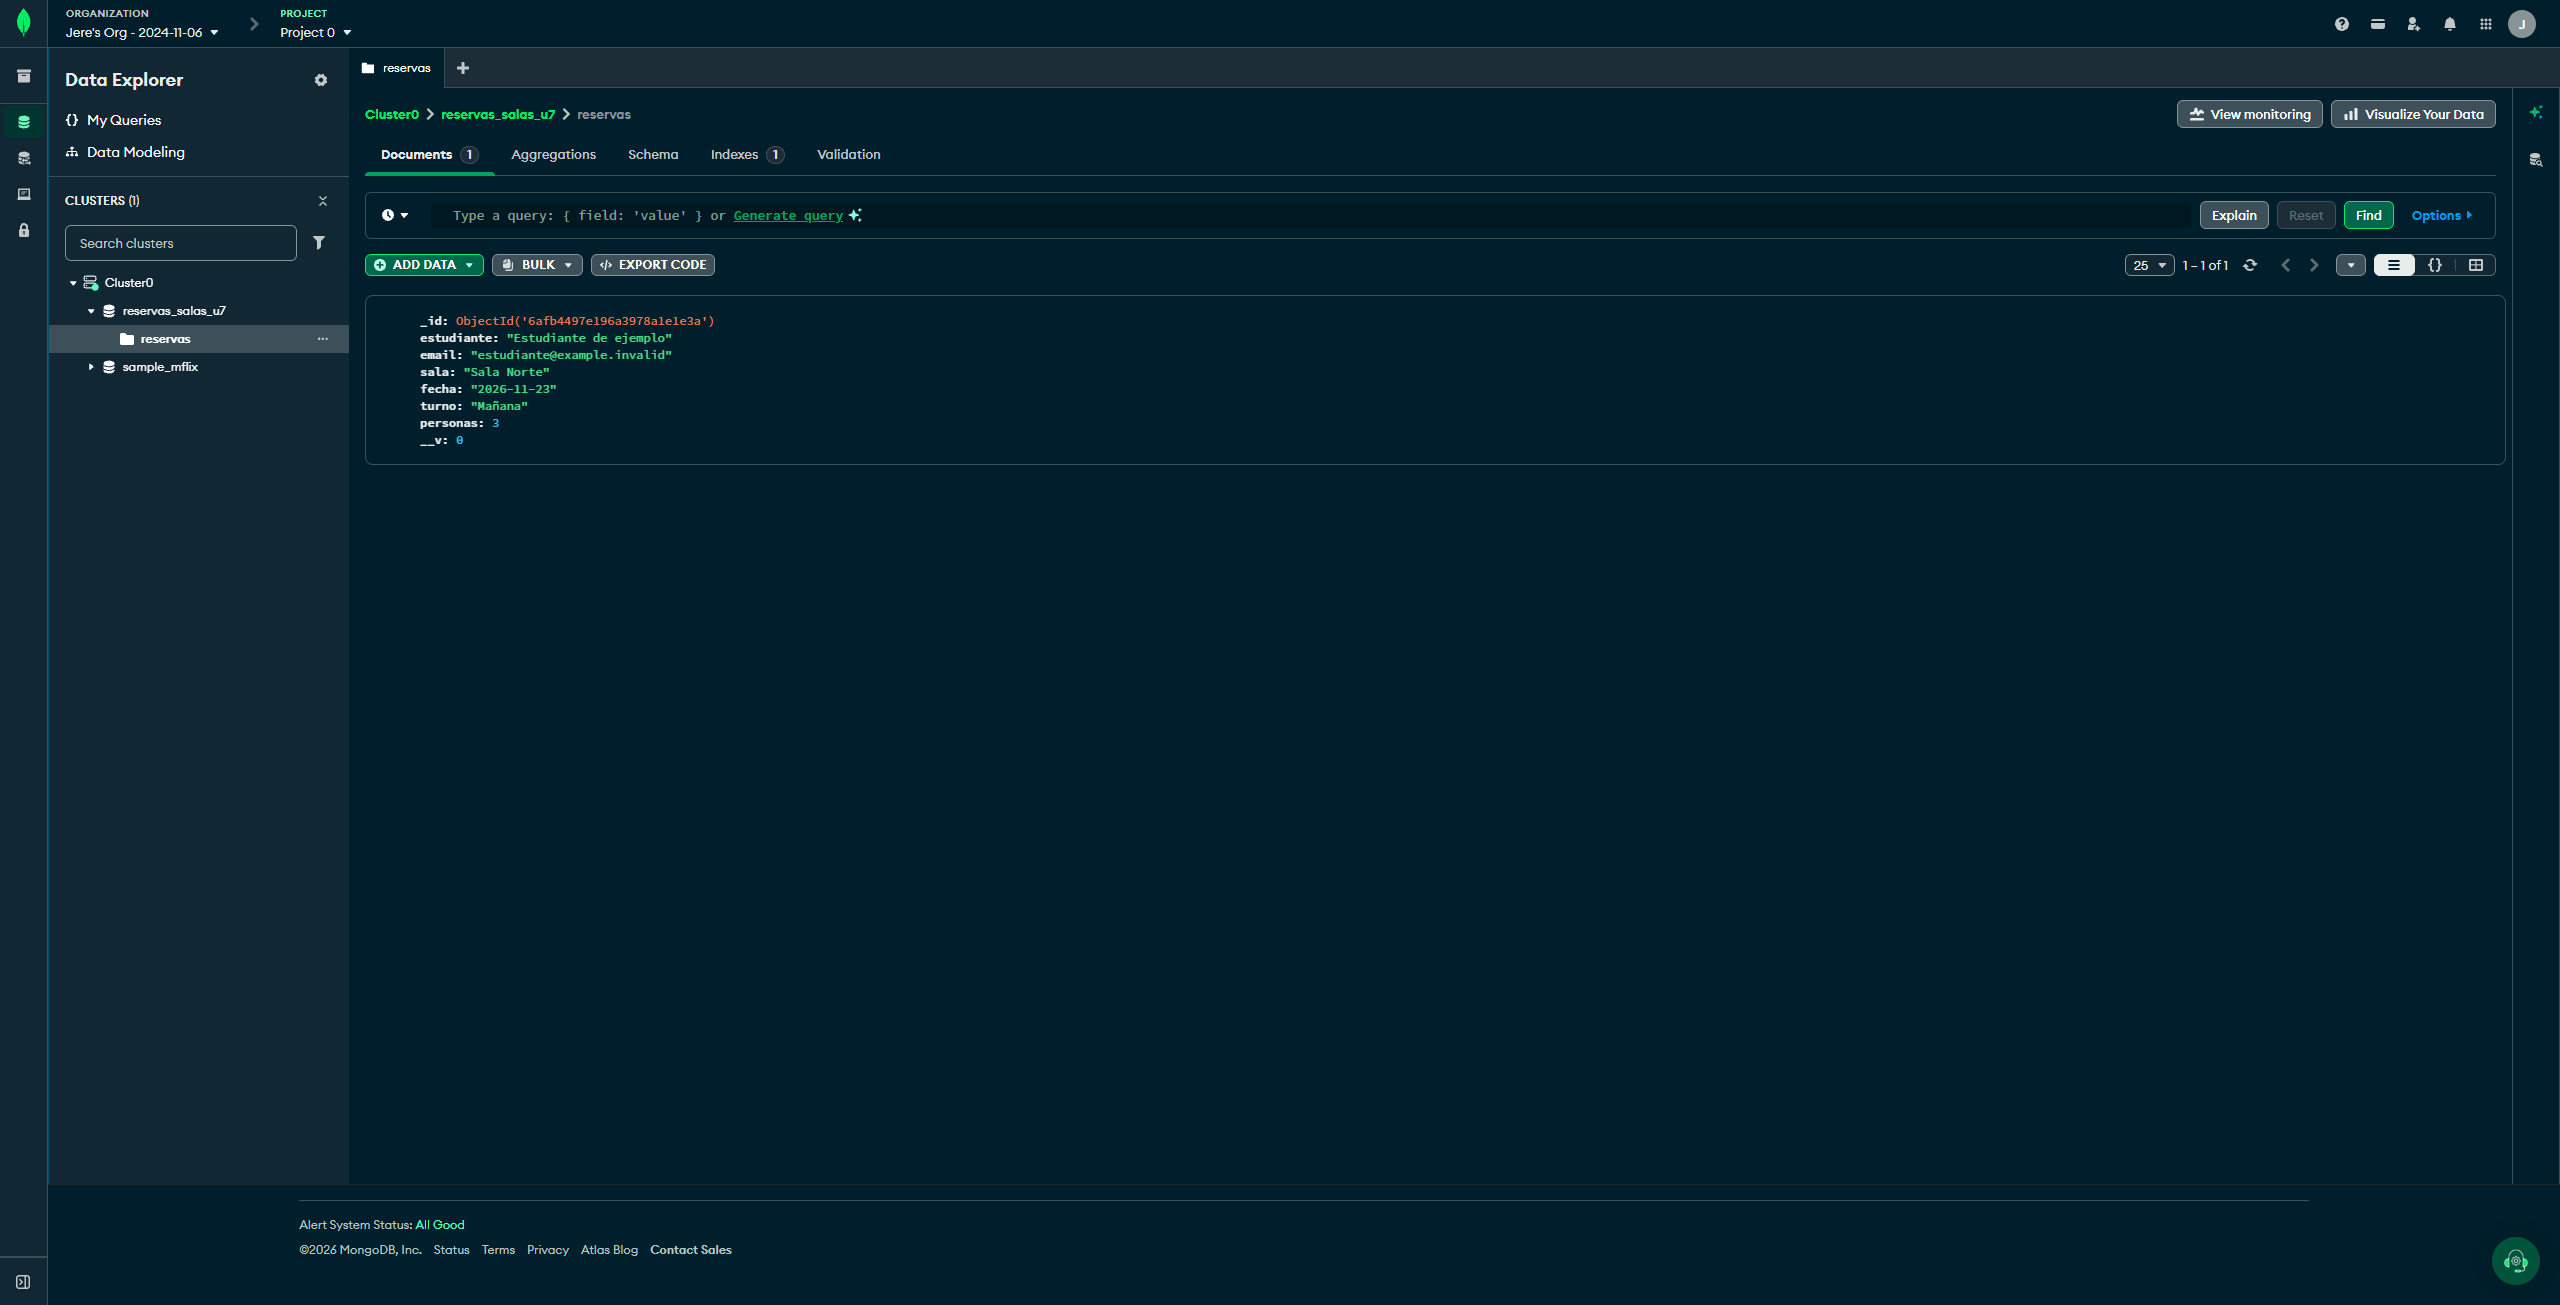 ORGANIZATION
Jere's Org - 2024-11-06
PROJECT
Project 0
J
Data Explorer
My Queries
Data Modeling
CLUSTERS (1)
Search clusters
Cluster0
reservas_salas_u7
reservas
sample_mflix
reservas
Cluster0 > reservas_salas_u7 > reservas
View monitoring
Visualize Your Data
Documents 1
Aggregations
Schema
Indexes 1
Validation
Type a query: { field: 'value' } or Generate query
Explain
Reset
Find
Options
ADD DATA
BULK
EXPORT CODE
25
1 – 1 of 1
_id: ObjectId('6afb4497e196a3978a1e1e3a')
estudiante: "Estudiante de ejemplo"
email: "estudiante@example.invalid"
sala: "Sala Norte"
fecha: "2026-11-23"
turno: "Mañana"
personas: 3
__v: 0
Alert System Status: All Good
©2026 MongoDB, Inc. Status Terms Privacy Atlas Blog Contact Sales